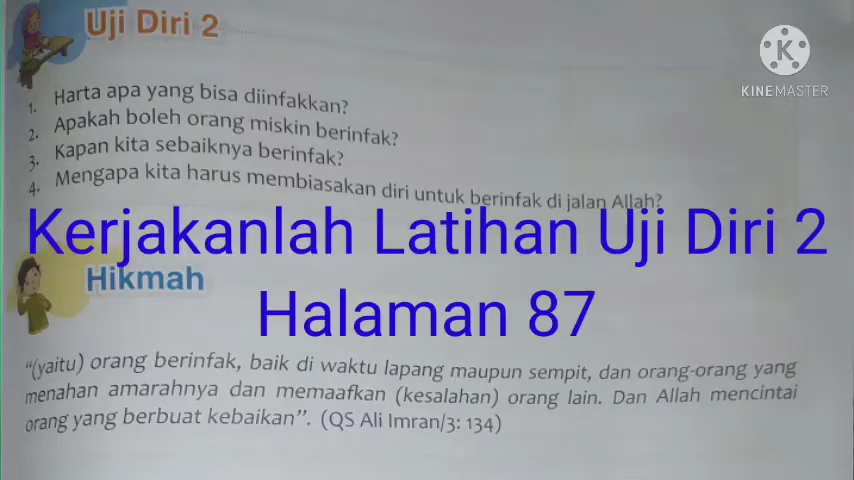 Uji Diri 2
KINEMASTER
1. Harta apa yang bisa diinfakkan?
2. Apakah boleh orang miskin berinfak?
3. Kapan kita sebaiknya berinfak?
4. Mengapa kita harus membiasakan diri untuk berinfak di jalan Allah?
Kerjakanlah Latihan Uji Diri 2
Halaman 87
Hikmah
“(yaitu) orang berinfak, baik di waktu lapang maupun sempit, dan orang-orang yang
menahan amarahnya dan memaafkan (kesalahan) orang lain. Dan Allah mencintai
orang yang berbuat kebaikan”. (QS Ali Imran/3: 134)